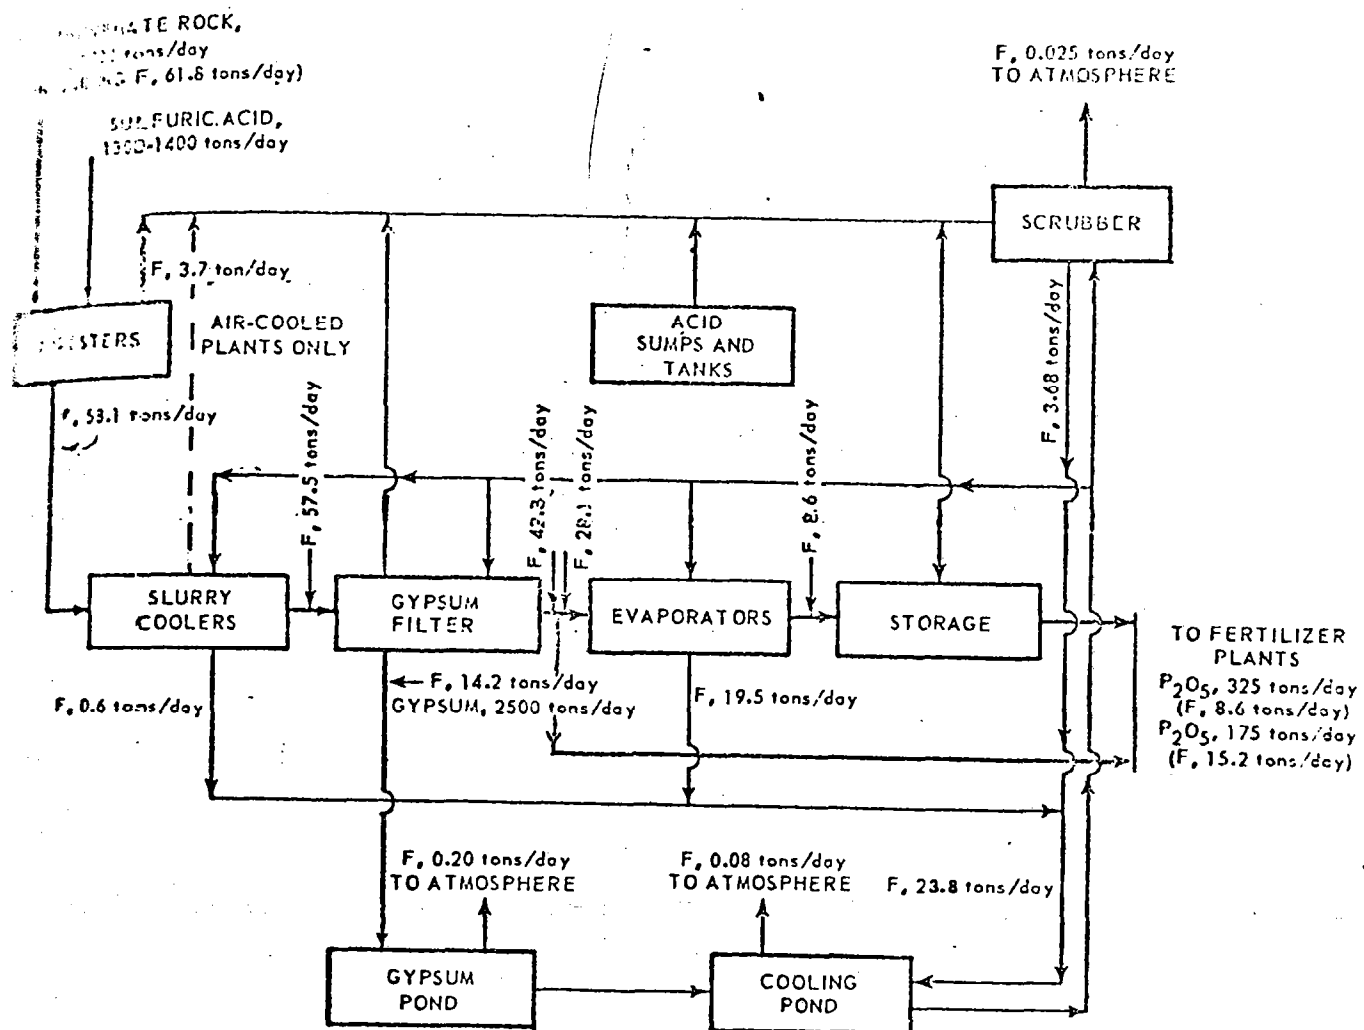 ROCK,
tons/day
F, 61.8 tons/day)
SULFURIC ACID,
1300-1400 tons/day
F, 0.025 tons/day
TO ATMOSPHERE
SCRUBBER
F, 3.7 ton/day
AIR-COOLED
PLANTS ONLY
ACID
SUMPS AND
TANKS
F, 3.68 tons/day
F, 53.1 tons/day
F, 57.5 tons/day
F, 42.3 tons/day
F, 28.1 tons/day
F, 8.6 tons/day
SLURRY
COOLERS
GYPSUM
FILTER
EVAPORATORS
STORAGE
TO FERTILIZER
PLANTS
P₂O₅, 325 tons/day
(F, 8.6 tons/day)
P₂O₅, 175 tons/day
(F, 15.2 tons/day)
F, 0.6 tons/day
F, 14.2 tons/day
GYPSUM, 2500 tons/day
F, 19.5 tons/day
F, 0.20 tons/day
TO ATMOSPHERE
F, 0.08 tons/day
TO ATMOSPHERE
F, 23.8 tons/day
GYPSUM
POND
COOLING
POND